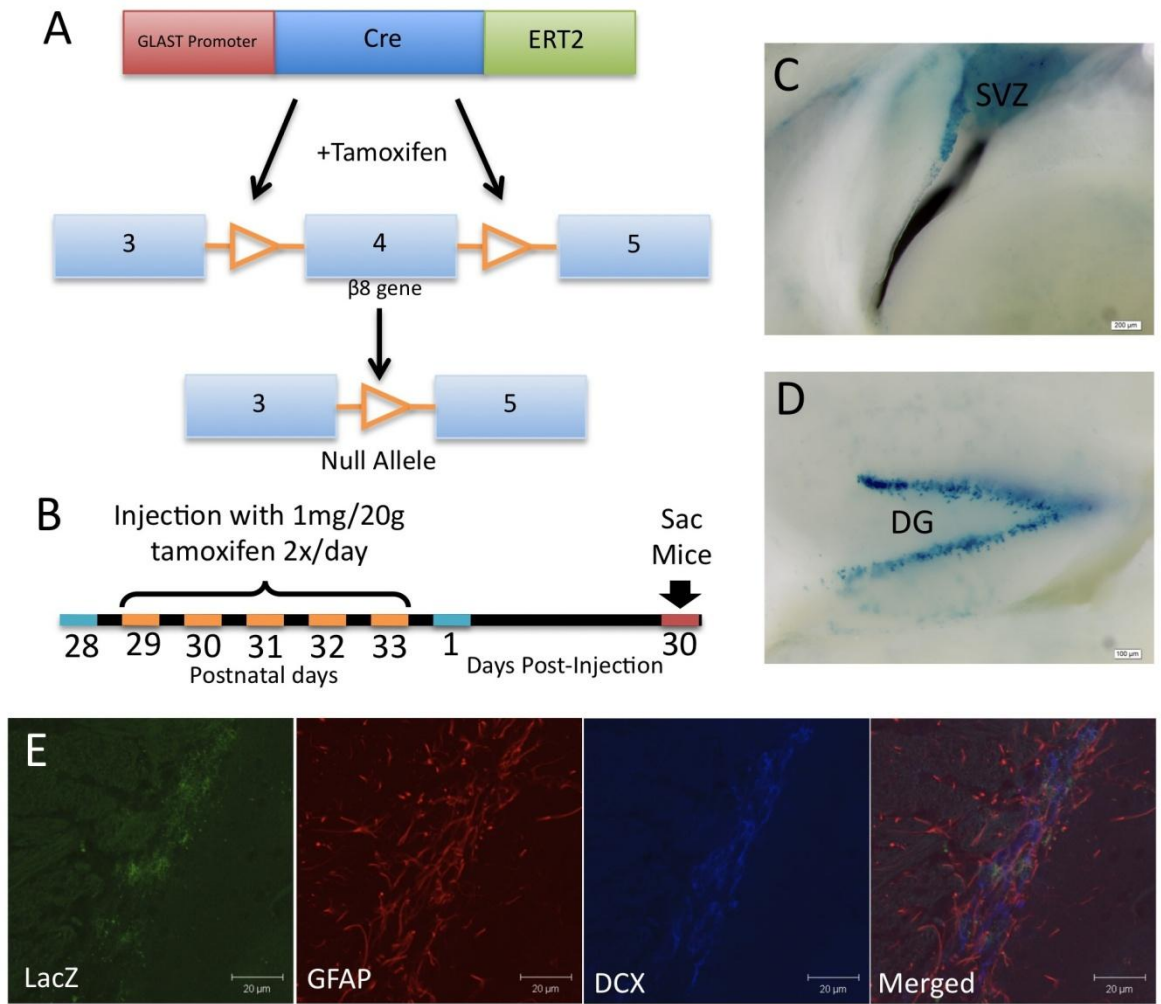 A
GLAST Promoter
Cre
ERT2
+Tamoxifen
3
4
5
β8 gene
3
5
Null Allele
B
Injection with 1mg/20g
tamoxifen 2x/day
Sac
Mice
28
29
30
31
32
33
1
30
Postnatal days
Days Post-Injection
C
SVZ
200 µm
D
DG
100 µm
E
LacZ
20 µm
GFAP
20 µm
DCX
20 µm
Merged
20 µm